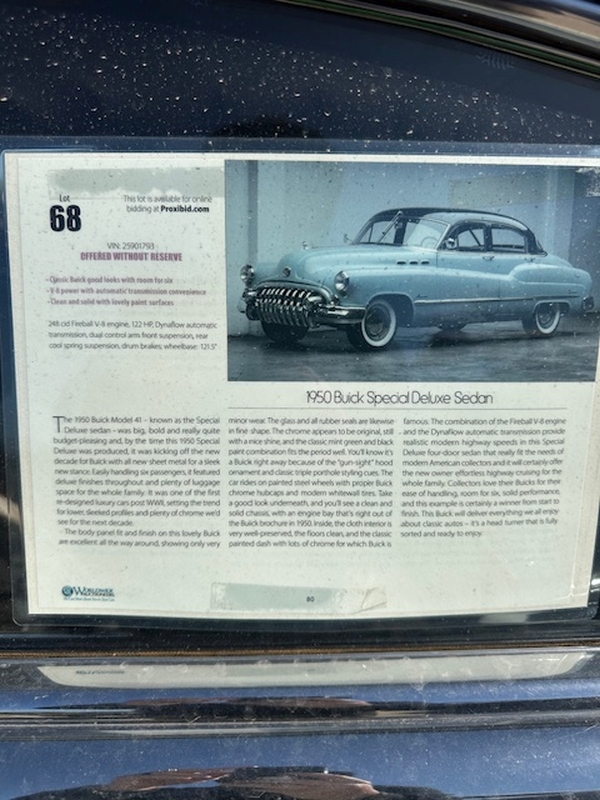 Lot
68
This lot is available for online
bidding at Proxibid.com
VIN: 25901793
OFFERED WITHOUT RESERVE
- Classic Buick good looks with room for six
- V-8 power with automatic transmission convenience
- Clean and solid with lovely paint surfaces
248 cid Fireball V-8 engine, 122 HP, Dynaflow automatic
transmission, dual control arms front suspension, rear
coil spring suspension, drum brakes; wheelbase: 121.5"
1950 Buick Special Deluxe Sedan
The 1950 Buick Model 41 – known as the Special
Deluxe sedan – was big, bold and really quite
budget-pleasing and, by the time this 1950 Special
Deluxe was produced, it was kicking off the new
decade for Buick with all new sheet metal for a sleek
new stance. Easily handling six passengers, it featured
deluxe finishes throughout and plenty of luggage
space for the whole family. It was one of the first
re-designed luxury cars post WWII, setting the trend
for lower, sleeked profiles and plenty of chrome we'd
see for the next decade.
The body panel fit and finish on this lovely Buick
are excellent all the way around, showing only very
minor wear. The glass and all rubber seals are likewise
in fine shape. The chrome appears to be original, still
with a nice shine, and the classic mint green and black
paint combination fits the period well. You'll know it's
a Buick right away because of the "gun-sight" hood
ornament and classic triple porthole styling cues. The
car rides on painted steel wheels with proper Buick
chrome hubcaps and modern whitewall tires. Take
a good look underneath, and you'll see a clean and
solid chassis, with an engine bay that's right out of
the Buick brochure in 1950. Inside, the cloth interior is
very well-preserved, the floors clean, and the classic
painted dash with lots of chrome for which Buick is
famous. The combination of the Fireball V-8 engine
and the Dynaflow automatic transmission provide
realistic modern highway speeds in this Special
Deluxe four-door sedan that really fit the needs of
modern American collectors and it will certainly offer
the new owner effortless highway cruising for the
whole family. Collectors love their Buicks for their
ease of handling, room for six, solid performance,
and this example is certainly a winner from start to
finish. This Buick will deliver everything we all enjoy
about classic autos – it's a head turner that is fully
sorted and ready to enjoy.
WORLDWIDE
AUCTIONEERS
80